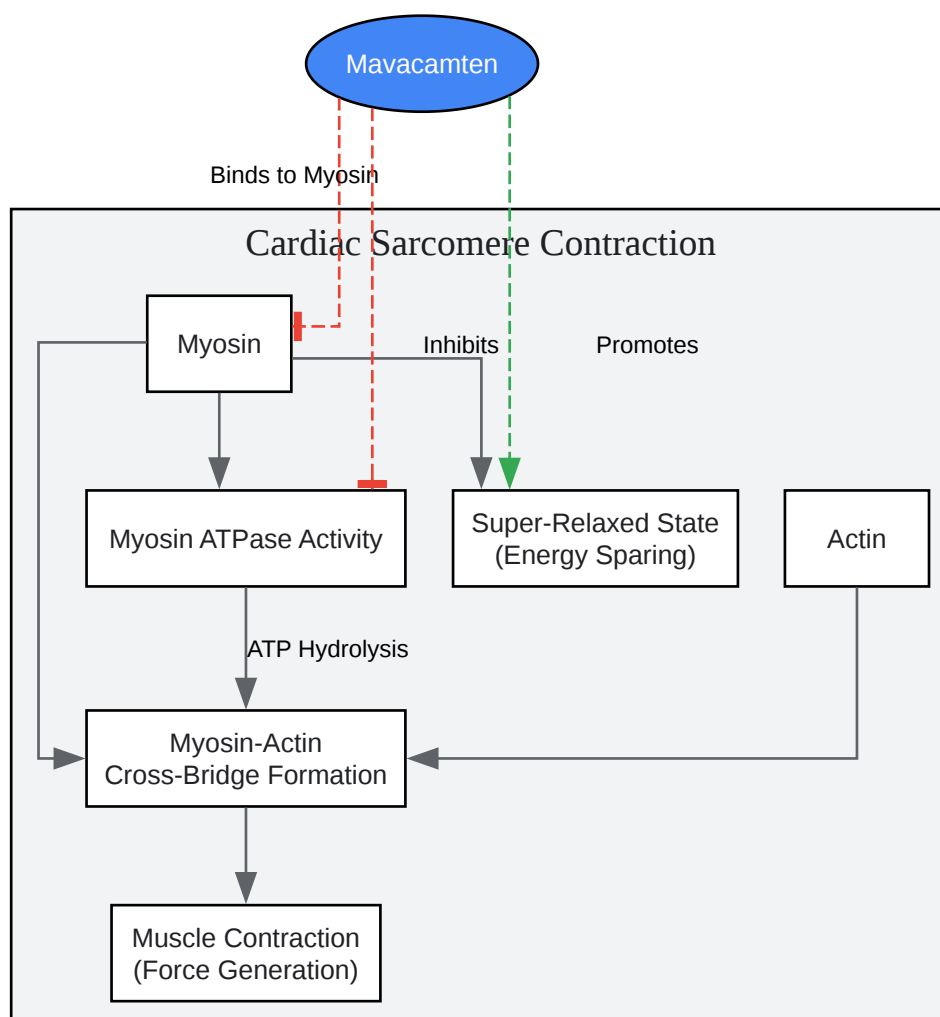 Mavacamten
Binds to Myosin
Cardiac Sarcomere Contraction
Myosin
Inhibits
Promotes
Myosin ATPase Activity
Super-Relaxed State
(Energy Sparing)
Actin
ATP Hydrolysis
Myosin-Actin
Cross-Bridge Formation
Muscle Contraction
(Force Generation)